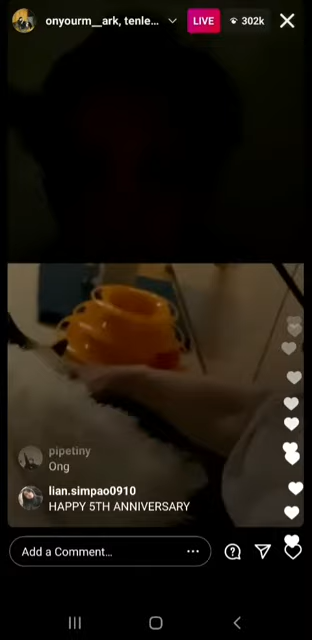 onyourm__ark, tenle...
LIVE
302k
pipetiny
Ong
lian.simpao0910
HAPPY 5TH ANNIVERSARY
Add a Comment...